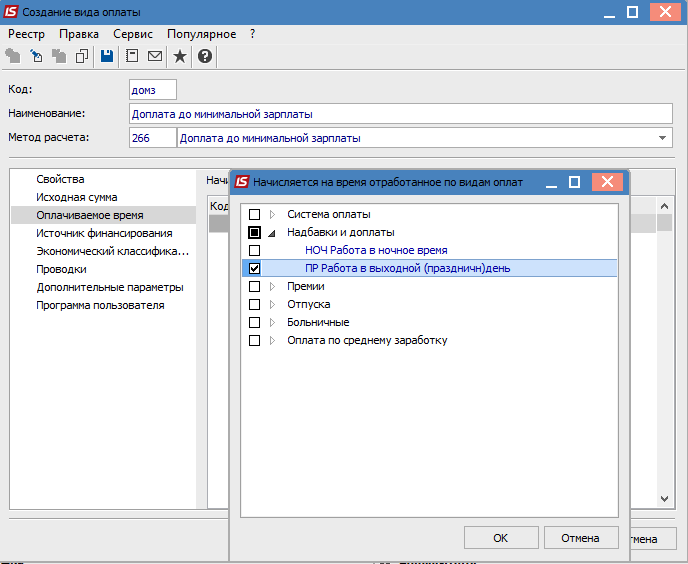 Создание вида оплаты
Реестр Правка Сервис Популярное ?
Код: домз
Наименование: Доплата до минимальной зарплаты
Метод расчета: 266 Доплата до минимальной зарплаты
Свойства
Исходная сумма
Оплачиваемое время
Источник финансирования
Экономический классифика...
Проводки
Дополнительные параметры
Программа пользователя
Начи
Код
Начисляется на время отработанное по видам оплат
Система оплаты
Надбавки и доплаты
НОЧ Работа в ночное время
ПР Работа в выходной (праздничн)день
Премии
Отпуска
Больничные
Оплата по среднему заработку
OK Отмена
тмена